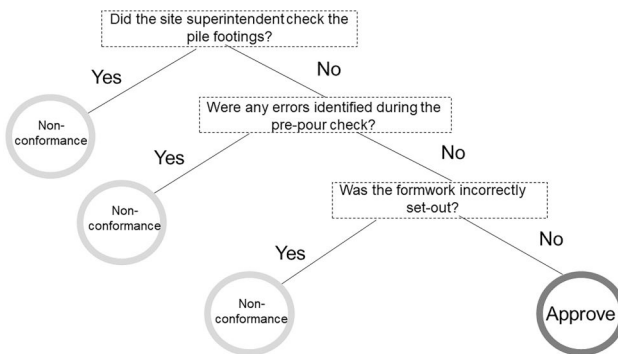 Did the site superintendent check the
pile footings?
Yes
No
Non-
conformance
Were any errors identified during the
pre-pour check?
Yes
No
Non-
conformance
Was the formwork incorrectly
set-out?
Yes
No
Non-
conformance
Approve